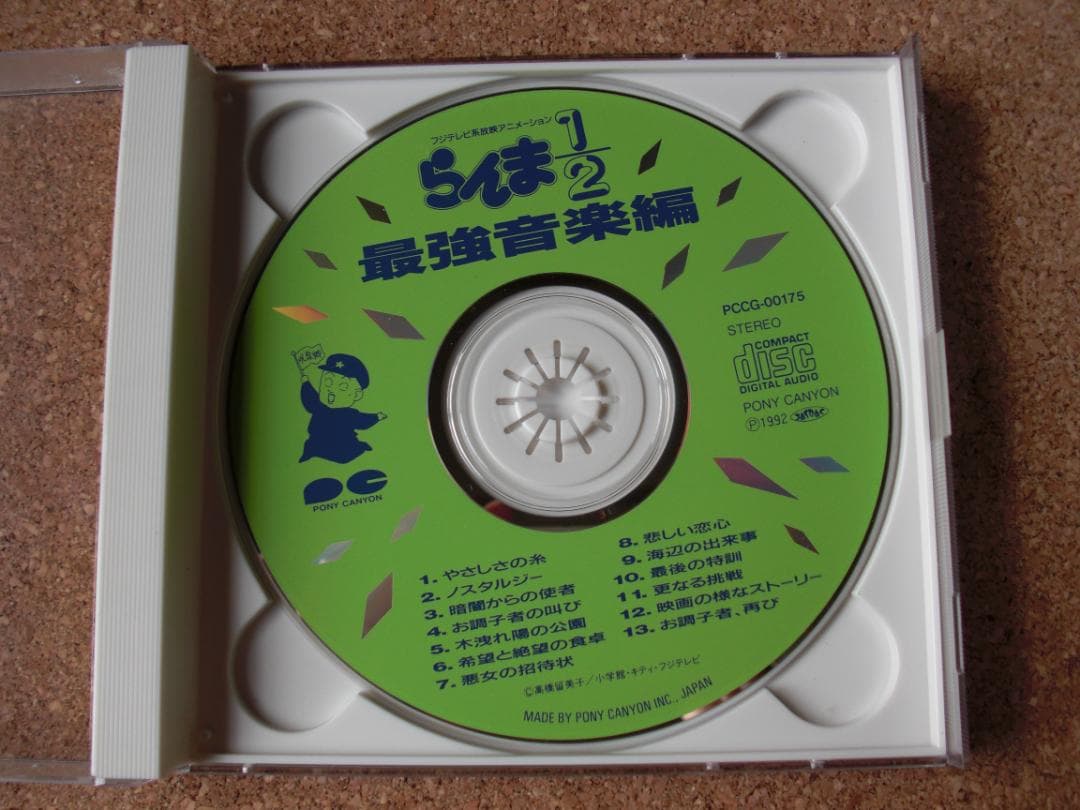 フジテレビ系放映アニメーション
らんま1/2
最強音楽編
PCCG-00175
STEREO
COMPACT
disc
DIGITAL AUDIO
PONY CANYON
Ⓟ1992
PONY CANYON
1. やさしさの糸
2. ノスタルジー
3. 暗闇からの使者
4. お調子者の叫び
5. 木洩れ陽の公園
6. 希望と絶望の食卓
7. 悪女の招待状
8. 悲しい恋心
9. 海辺の出来事
10. 最後の特訓
11. 更なる挑戦
12. 映画の様なストーリー
13. お調子者、再び
©高橋留美子/小学館・キティ・フジテレビ
MADE BY PONY CANYON INC., JAPAN